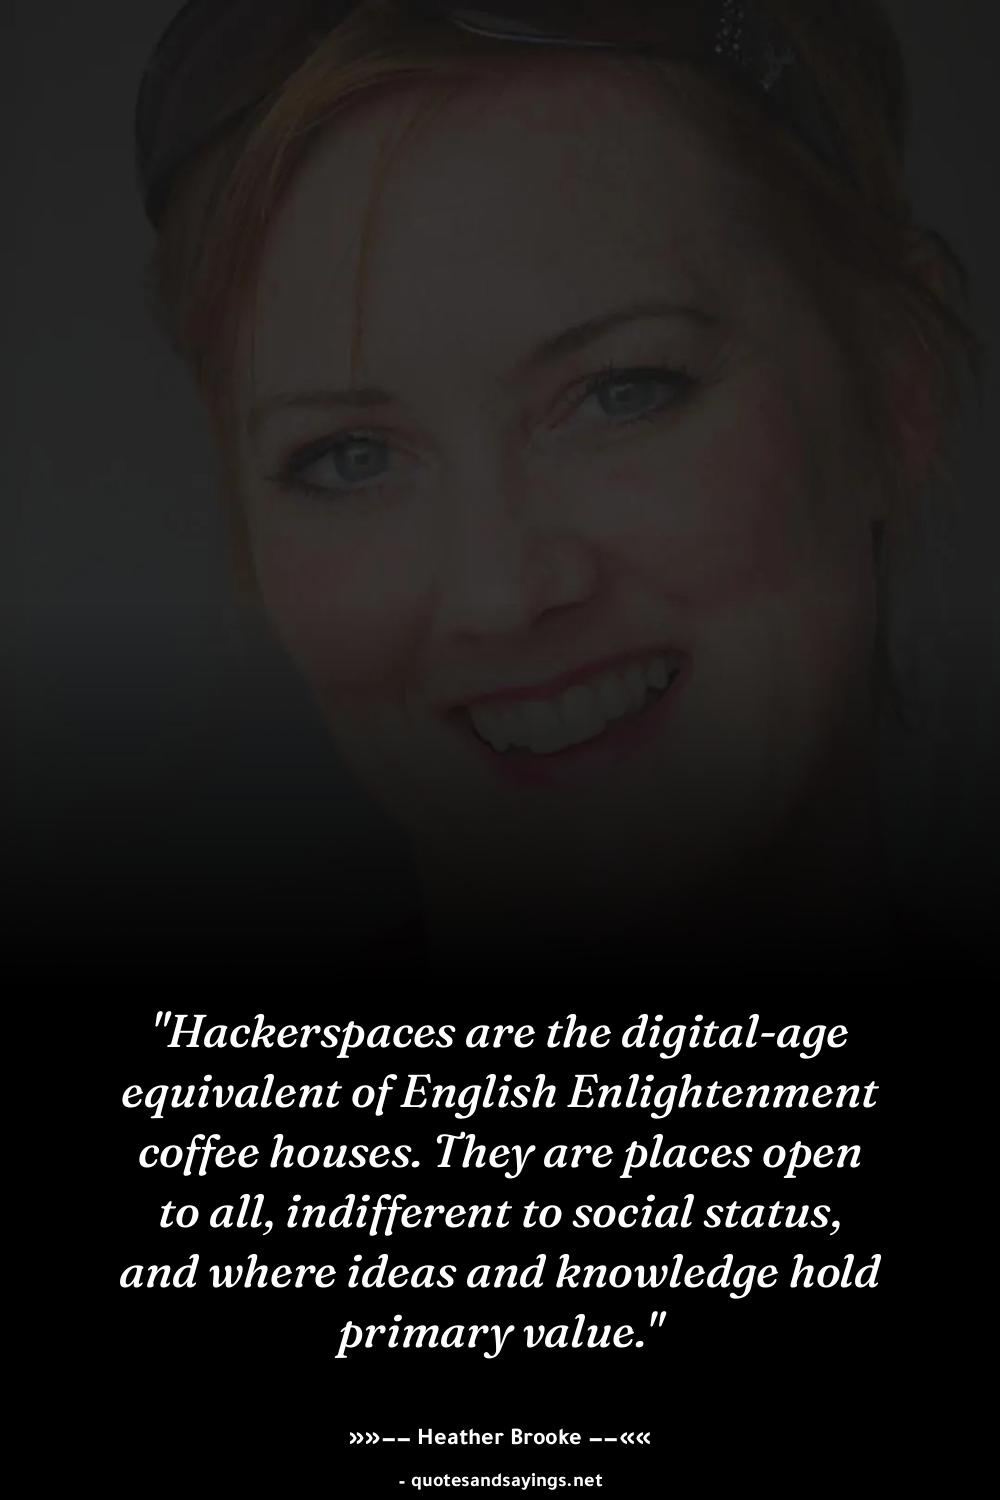 "Hackerspaces are the digital-age
equivalent of English Enlightenment
coffee houses. They are places open
to all, indifferent to social status,
and where ideas and knowledge hold
primary value."
»»−− Heather Brooke −−««
- quotesandsayings.net